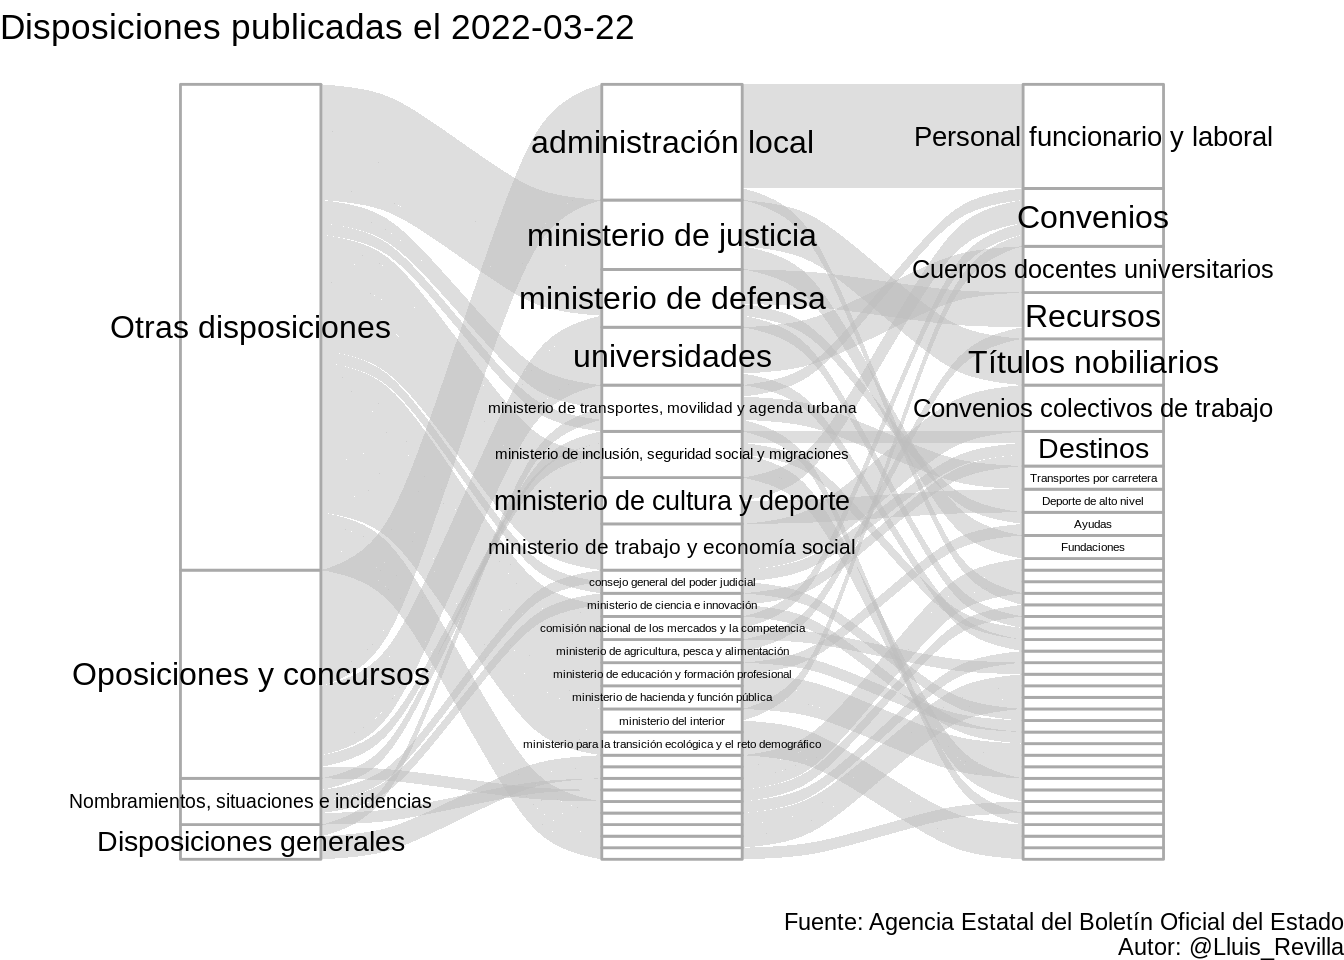 Disposiciones publicadas el 2022-03-22
Otras disposiciones
Oposiciones y concursos
Nombramientos, situaciones e incidencias
Disposiciones generales
administración local
ministerio de justicia
ministerio de defensa
universidades
ministerio de transportes, movilidad y agenda urbana
ministerio de inclusión, seguridad social y migraciones
ministerio de cultura y deporte
ministerio de trabajo y economía social
consejo general del poder judicial
ministerio de ciencia e innovación
comisión nacional de los mercados y la competencia
ministerio de agricultura, pesca y alimentación
ministerio de educación y formación profesional
ministerio de hacienda y función pública
ministerio del interior
ministerio para la transición ecológica y el reto demográfico
Personal funcionario y laboral
Convenios
Cuerpos docentes universitarios
Recursos
Títulos nobiliarios
Convenios colectivos de trabajo
Destinos
Transportes por carretera
Deporte de alto nivel
Ayudas
Fundaciones
Fuente: Agencia Estatal del Boletín Oficial del Estado
Autor: @Lluis_Revilla